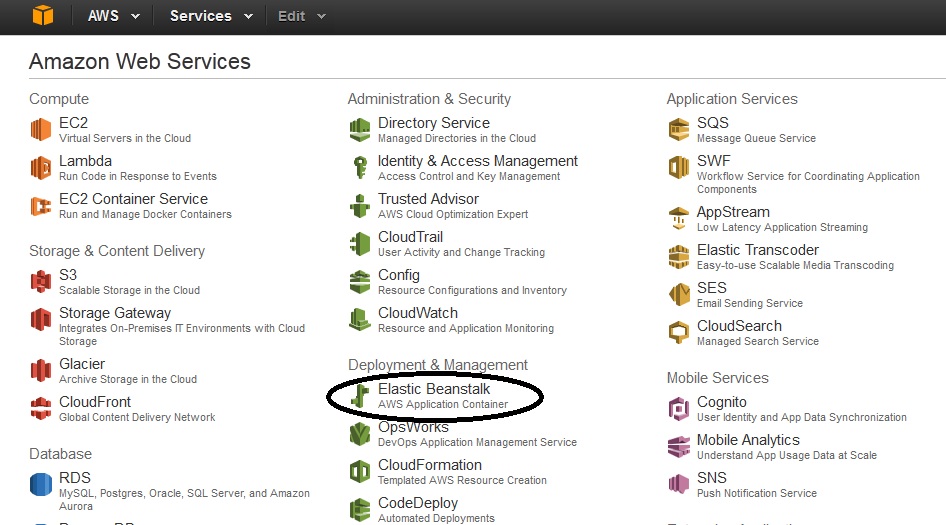 AWS Services Edit
Amazon Web Services
Compute
EC2
Virtual Servers in the Cloud
Lambda
Run Code in Response to Events
EC2 Container Service
Run and Manage Docker Containers
Storage & Content Delivery
S3
Scalable Storage in the Cloud
Storage Gateway
Integrates On-Premises IT Environments with Cloud
Storage
Glacier
Archive Storage in the Cloud
CloudFront
Global Content Delivery Network
Database
RDS
MySQL, Postgres, Oracle, SQL Server, and Amazon
Aurora
Administration & Security
Directory Service
Managed Directories in the Cloud
Identity & Access Management
Access Control and Key Management
Trusted Advisor
AWS Cloud Optimization Expert
CloudTrail
User Activity and Change Tracking
Config
Resource Configurations and Inventory
CloudWatch
Resource and Application Monitoring
Deployment & Management
Elastic Beanstalk
AWS Application Container
OpsWorks
DevOps Application Management Service
CloudFormation
Templated AWS Resource Creation
CodeDeploy
Automated Deployments
Application Services
SQS
Message Queue Service
SWF
Workflow Service for Coordinating Application
Components
AppStream
Low Latency Application Streaming
Elastic Transcoder
Easy-to-use Scalable Media Transcoding
SES
Email Sending Service
CloudSearch
Managed Search Service
Mobile Services
Cognito
User Identity and App Data Synchronization
Mobile Analytics
Understand App Usage Data at Scale
SNS
Push Notification Service